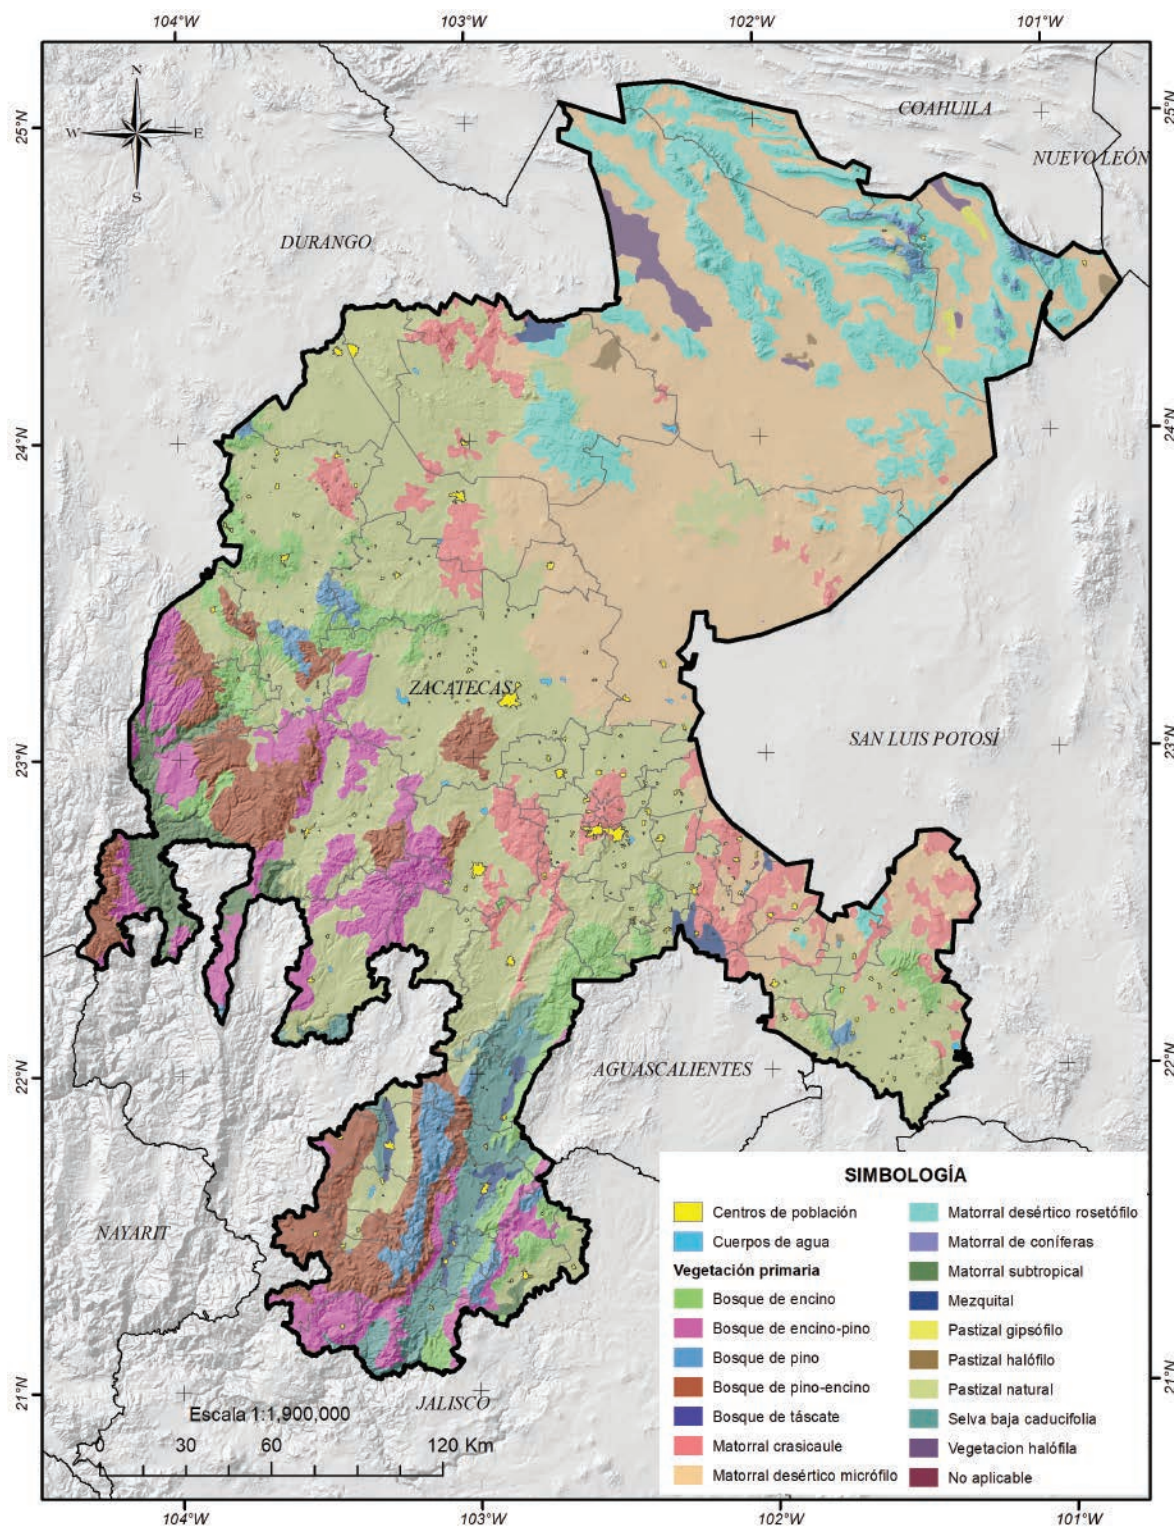 104°W 103°W 102°W 101°W
N
W E
S
25°N
25°N
COAHUILA
NUEVO LEÓN
DURANGO
24°N
24°N
ZACATECAS
SAN LUIS POTOSÍ
23°N
23°N
AGUASCALIENTES
22°N
22°N
NAYARIT
JALISCO
21°N
21°N
Escala 1:1,900,000
0 30 60 120 Km
SIMBOLOGÍA
Centros de población
Cuerpos de agua
Vegetación primaria
Bosque de encino
Bosque de encino-pino
Bosque de pino
Bosque de pino-encino
Bosque de táscate
Matorral crasicaule
Matorral desértico micrófilo
Matorral desértico rosetófilo
Matorral de coníferas
Matorral subtropical
Mezquital
Pastizal gipsófilo
Pastizal halófilo
Pastizal natural
Selva baja caducifolia
Vegetacion halófila
No aplicable
104°W 103°W 102°W 101°W